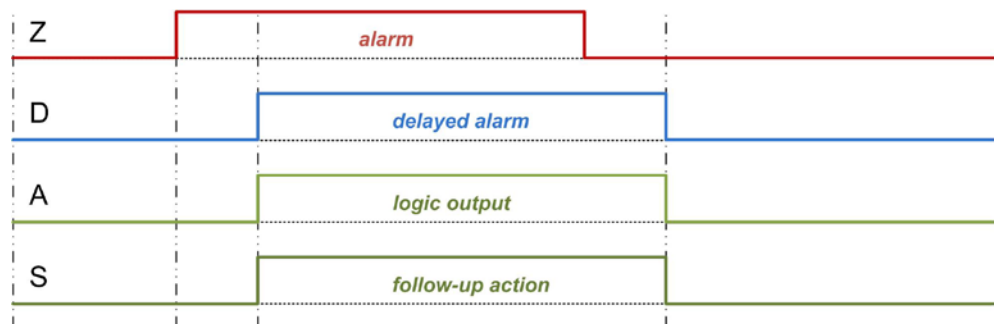 Z alarm
D delayed alarm
A logic output
S follow-up action